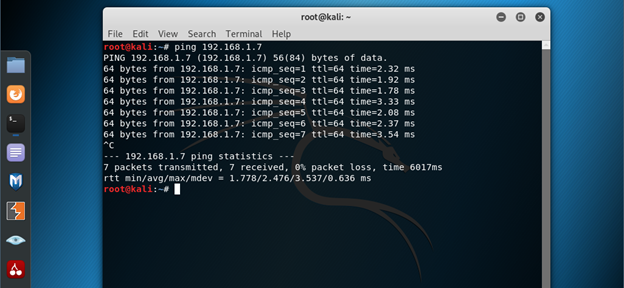 root@kali: ~
File Edit View Search Terminal Help
root@kali:~# ping 192.168.1.7
PING 192.168.1.7 (192.168.1.7) 56(84) bytes of data.
64 bytes from 192.168.1.7: icmp_seq=1 ttl=64 time=2.32 ms
64 bytes from 192.168.1.7: icmp_seq=2 ttl=64 time=1.92 ms
64 bytes from 192.168.1.7: icmp_seq=3 ttl=64 time=1.78 ms
64 bytes from 192.168.1.7: icmp_seq=4 ttl=64 time=3.33 ms
64 bytes from 192.168.1.7: icmp_seq=5 ttl=64 time=2.08 ms
64 bytes from 192.168.1.7: icmp_seq=6 ttl=64 time=2.37 ms
64 bytes from 192.168.1.7: icmp_seq=7 ttl=64 time=3.54 ms
^C
--- 192.168.1.7 ping statistics ---
7 packets transmitted, 7 received, 0% packet loss, time 6017ms
rtt min/avg/max/mdev = 1.778/2.476/3.537/0.636 ms
root@kali:~#